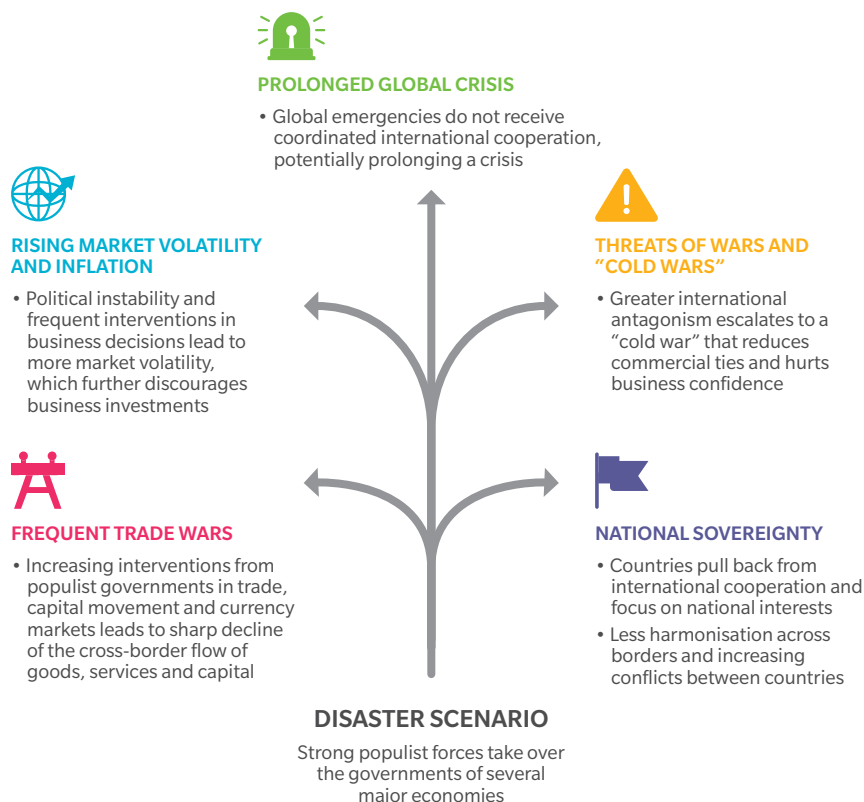 PROLONGED GLOBAL CRISIS
• Global emergencies do not receive
coordinated international cooperation,
potentially prolonging a crisis
RISING MARKET VOLATILITY
AND INFLATION
• Political instability and
frequent interventions in
business decisions lead to
more market volatility,
which further discourages
business investments
THREATS OF WARS AND
“COLD WARS”
• Greater international
antagonism escalates to a
“cold war” that reduces
commercial ties and hurts
business confidence
FREQUENT TRADE WARS
• Increasing interventions from
populist governments in trade,
capital movement and currency
markets leads to sharp decline
of the cross-border flow of
goods, services and capital
NATIONAL SOVEREIGNTY
• Countries pull back from
international cooperation and
focus on national interests
• Less harmonisation across
borders and increasing
conflicts between countries
DISASTER SCENARIO
Strong populist forces take over
the governments of several
major economies